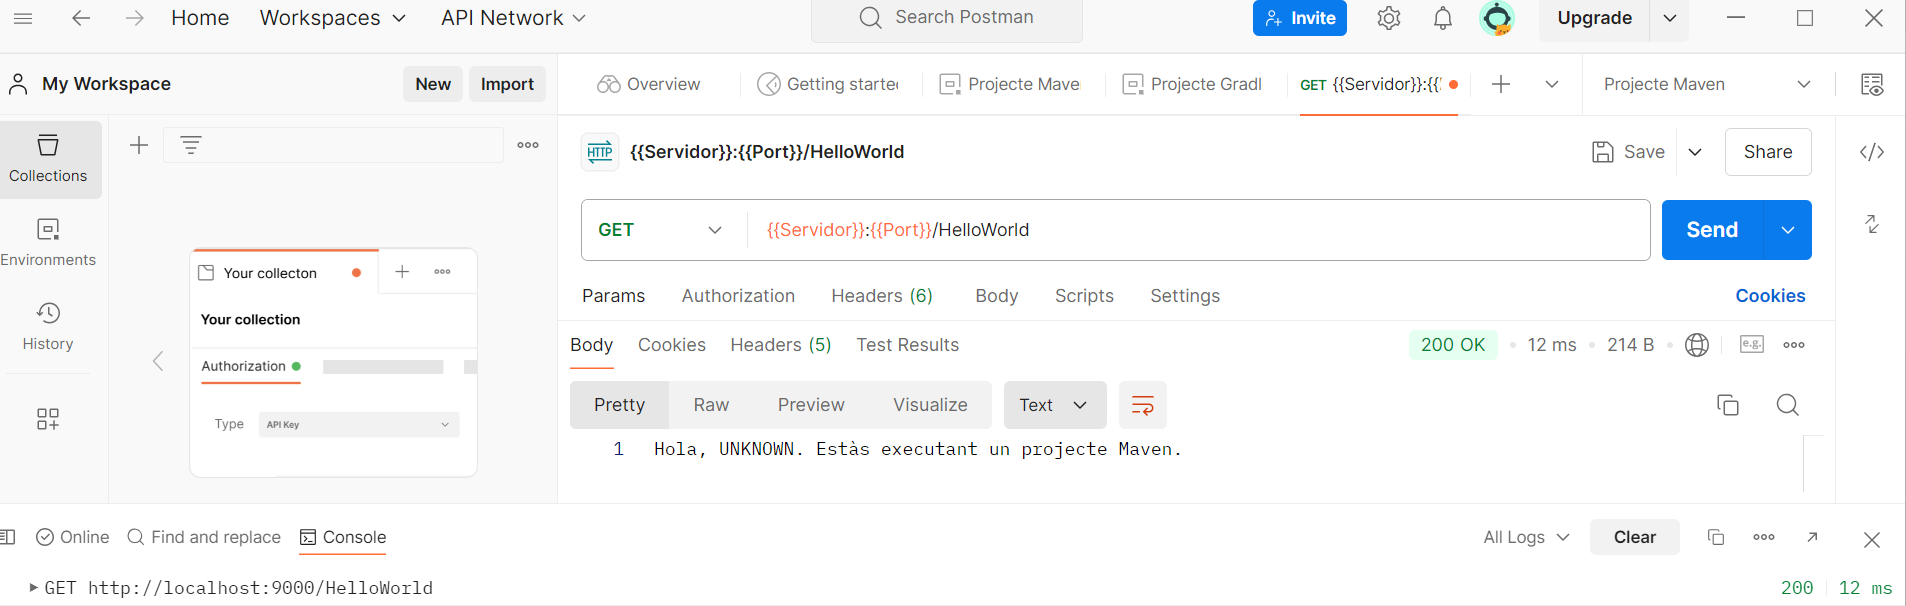 Home Workspaces API Network Search Postman Invite Upgrade
My Workspace New Import Overview Getting starte Projecte Mave Projecte Gradl GET {{Servidor}}:{{ Projecte Maven
Collections
HTTP {{Servidor}}:{{Port}}/HelloWorld Save Share
GET {{Servidor}}:{{Port}}/HelloWorld Send
Environments
Your collecton
Params Authorization Headers (6) Body Scripts Settings Cookies
Your collection
History
Body Cookies Headers (5) Test Results 200 OK 12 ms 214 B e.g.
Authorization
Pretty Raw Preview Visualize Text
Type API Key
1 Hola, UNKNOWN. Estàs executant un projecte Maven.
Online Find and replace Console All Logs Clear
GET http://localhost:9000/HelloWorld 200 12 ms